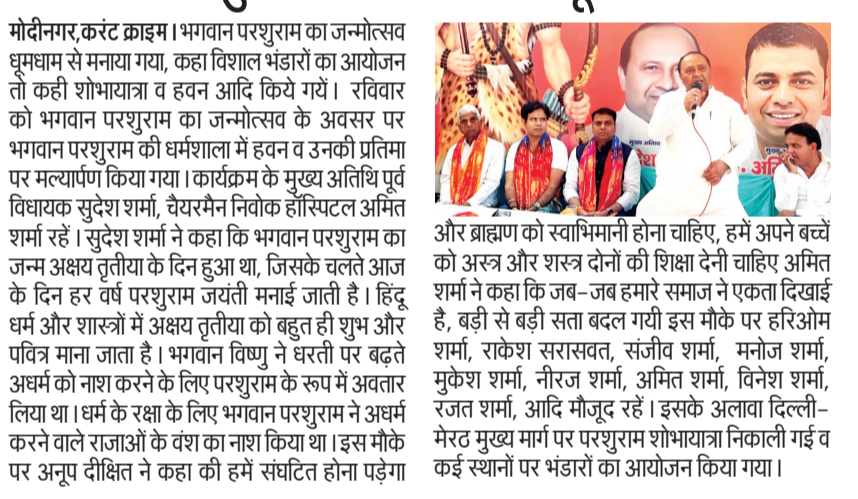 मोदीनगर,करंट क्राइम । भगवान परशुराम का जन्मोत्सव
धूमधाम से मनाया गया, कहा विशाल भंडारों का आयोजन
तो कही शोभायात्रा व हवन आदि किये गयें। रविवार
को भगवान परशुराम का जन्मोत्सव के अवसर पर
भगवान परशुराम की धर्मशाला में हवन व उनकी प्रतिमा
पर मल्यार्पण किया गया । कार्यक्रम के मुख्य अतिथि पूर्व
विधायक सुदेश शर्मा, चैयरमैन निवोक हॉस्पिटल अमित
शर्मा रहें । सुदेश शर्मा ने कहा कि भगवान परशुराम का
जन्म अक्षय तृतीया के दिन हुआ था, जिसके चलते आज
के दिन हर वर्ष परशुराम जयंती मनाई जाती है । हिंदू
धर्म और शास्त्रों में अक्षय तृतीया को बहुत ही शुभ और
पवित्र माना जाता है । भगवान विष्णु ने धरती पर बढ़ते
अधर्म को नाश करने के लिए परशुराम के रूप में अवतार
लिया था । धर्म के रक्षा के लिए भगवान परशुराम ने अधर्म
करने वाले राजाओं के वंश का नाश किया था । इस मौके
पर अनूप दीक्षित ने कहा की हमें संघटित होना पड़ेगा
मुख्य अतिथि
और ब्राह्मण को स्वाभिमानी होना चाहिए, हमें अपने बच्चें
को अस्त्र और शस्त्र दोनों की शिक्षा देनी चाहिए अमित
शर्मा ने कहा कि जब-जब हमारे समाज ने एकता दिखाई
है, बड़ी से बड़ी सता बदल गयी इस मौके पर हरिओम
शर्मा, राकेश सरासवत, संजीव शर्मा, मनोज शर्मा,
मुकेश शर्मा, नीरज शर्मा, अमित शर्मा, विनेश शर्मा,
रजत शर्मा, आदि मौजूद रहें । इसके अलावा दिल्ली-
मेरठ मुख्य मार्ग पर परशुराम शोभायात्रा निकाली गई व
कई स्थानों पर भंडारों का आयोजन किया गया ।